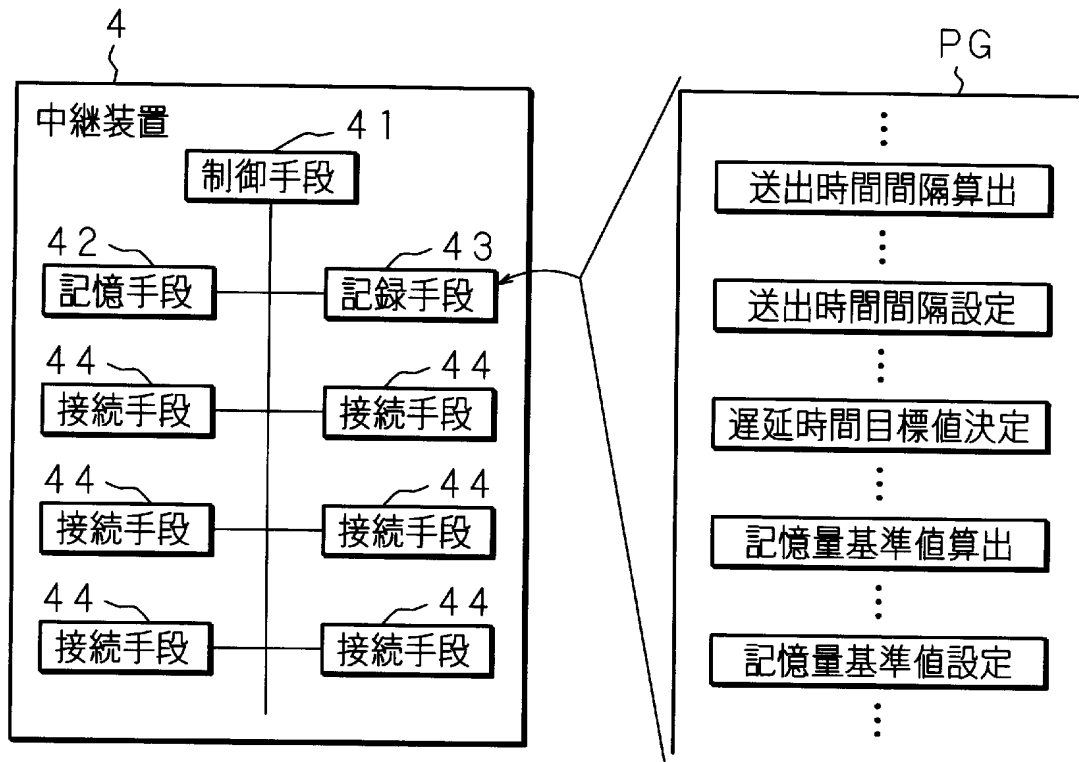 4
中継装置
41
制御手段
42
43
記憶手段
記録手段
44
44
接続手段
接続手段
44
44
接続手段
接続手段
44
44
接続手段
接続手段
PG
送出時間間隔算出
送出時間間隔設定
遅延時間目標値決定
記憶量基準値算出
記憶量基準値設定